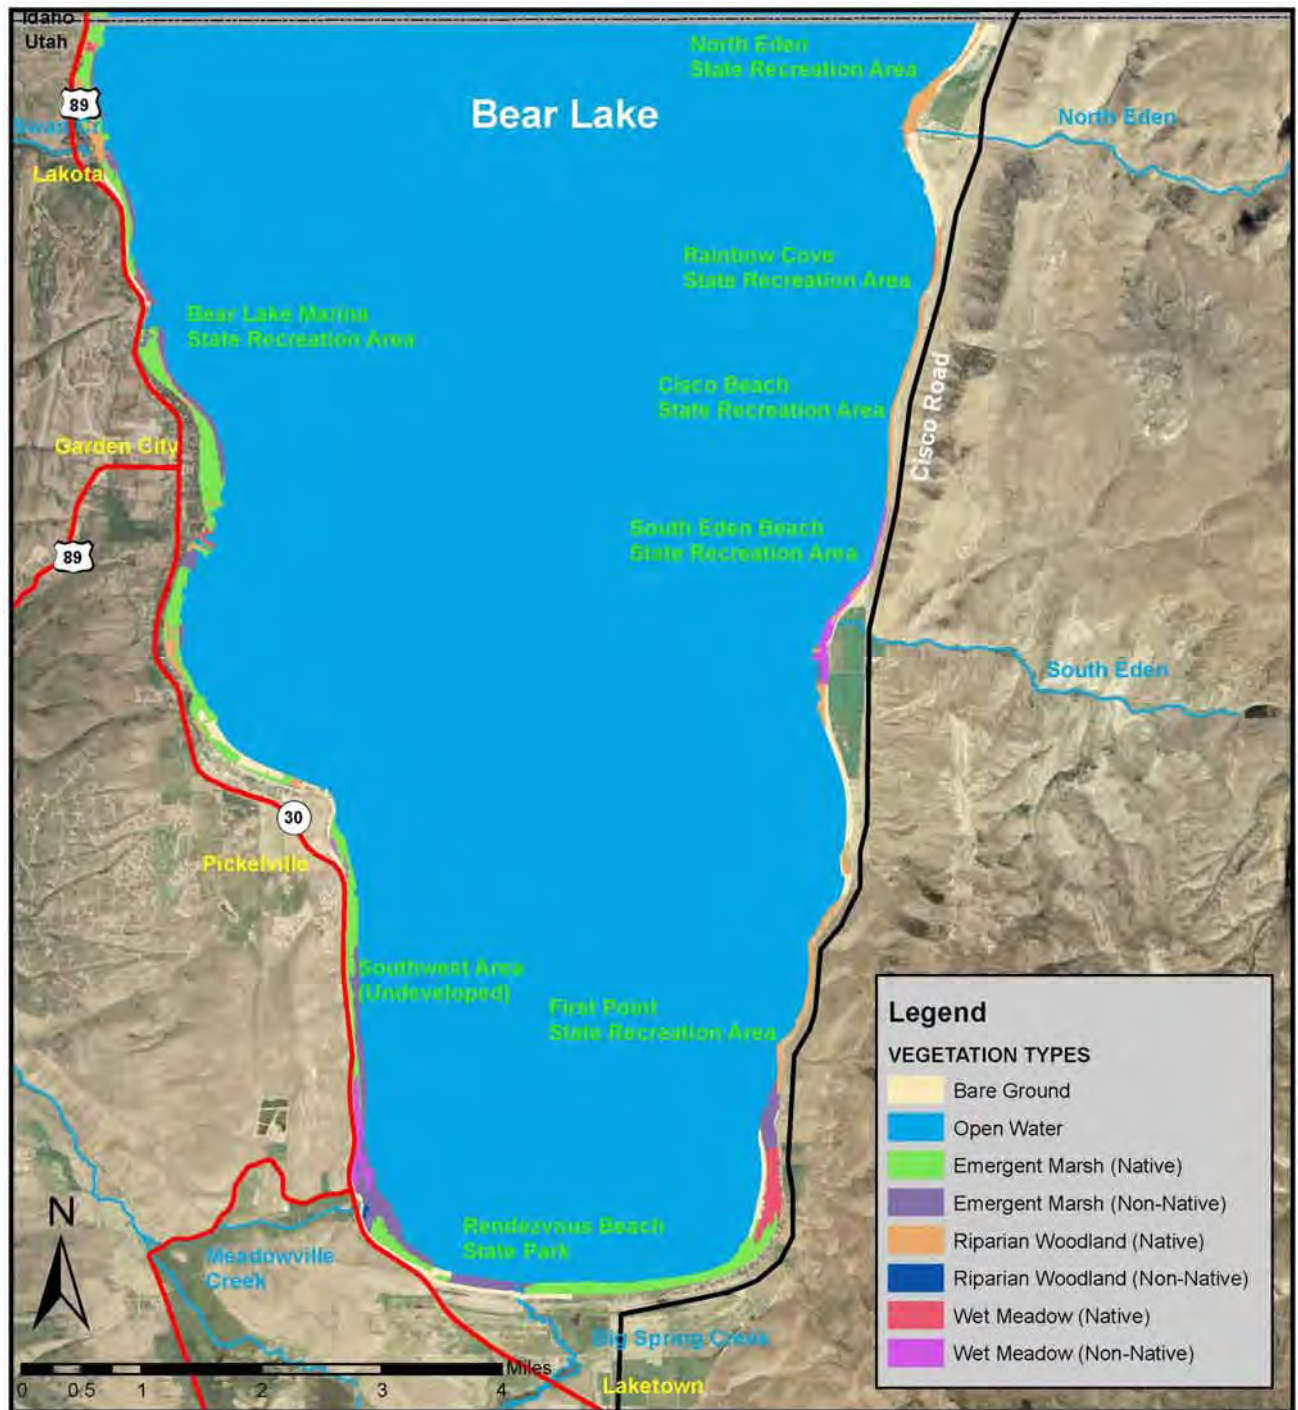 Idaho
Utah
89
Swan Cr.
Lakota
Bear Lake
North Eden
State Recreation Area
North Eden
Rainbow Cove
State Recreation Area
Bear Lake Marina
State Recreation Area
Cisco Beach
State Recreation Area
Cisco Road
Garden City
89
South Eden Beach
State Recreation Area
South Eden
30
Pickelville
Southwest Area
(Undeveloped)
First Point
State Recreation Area
Rendezvous Beach
State Park
Meadowville
Creek
Big Spring Creek
Laketown
N
Miles
0 0.5 1 2 3 4
Legend
VEGETATION TYPES
Bare Ground
Open Water
Emergent Marsh (Native)
Emergent Marsh (Non-Native)
Riparian Woodland (Native)
Riparian Woodland (Non-Native)
Wet Meadow (Native)
Wet Meadow (Non-Native)